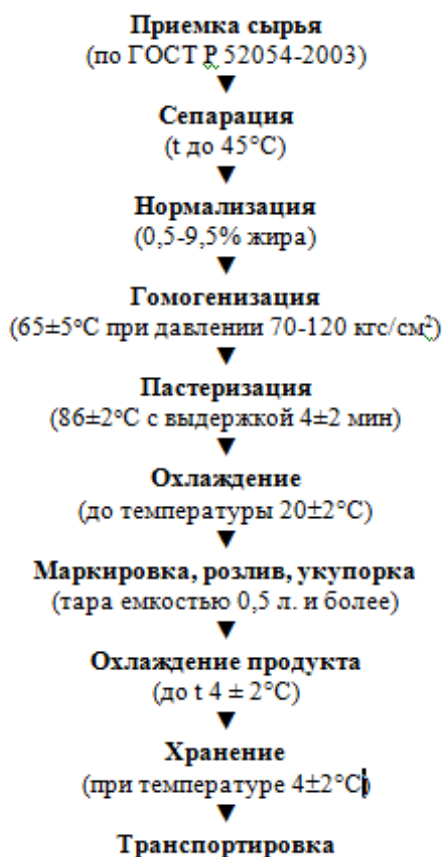 Приемка сырья
(по ГОСТ Р 52054-2003)
▼
Сепарация
(t до 45°С)
▼
Нормализация
(0,5-9,5% жира)
▼
Гомогенизация
(65±5°С при давлении 70-120 кгс/см²)
▼
Пастеризация
(86±2°С с выдержкой 4±2 мин)
▼
Охлаждение
(до температуры 20±2°С)
▼
Маркировка, розлив, укупорка
(тара емкостью 0,5 л. и более)
▼
Охлаждение продукта
(до t 4 ± 2°С)
▼
Хранение
(при температуре 4±2°С)
▼
Транспортировка